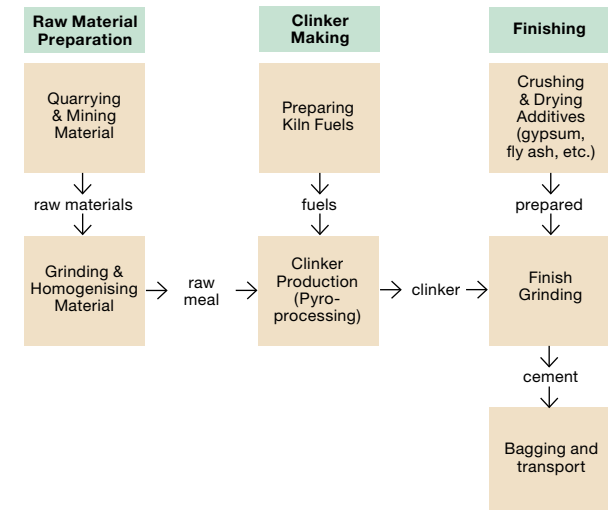 Raw Material
Preparation
Clinker
Making
Finishing
Quarrying
& Mining
Material
Preparing
Kiln Fuels
Crushing
& Drying
Additives
(gypsum,
fly ash, etc.)
raw materials
fuels
prepared
Grinding &
Homogenising
Material
raw
meal
Clinker
Production
(Pyro-
processing)
clinker
Finish
Grinding
cement
Bagging and
transport